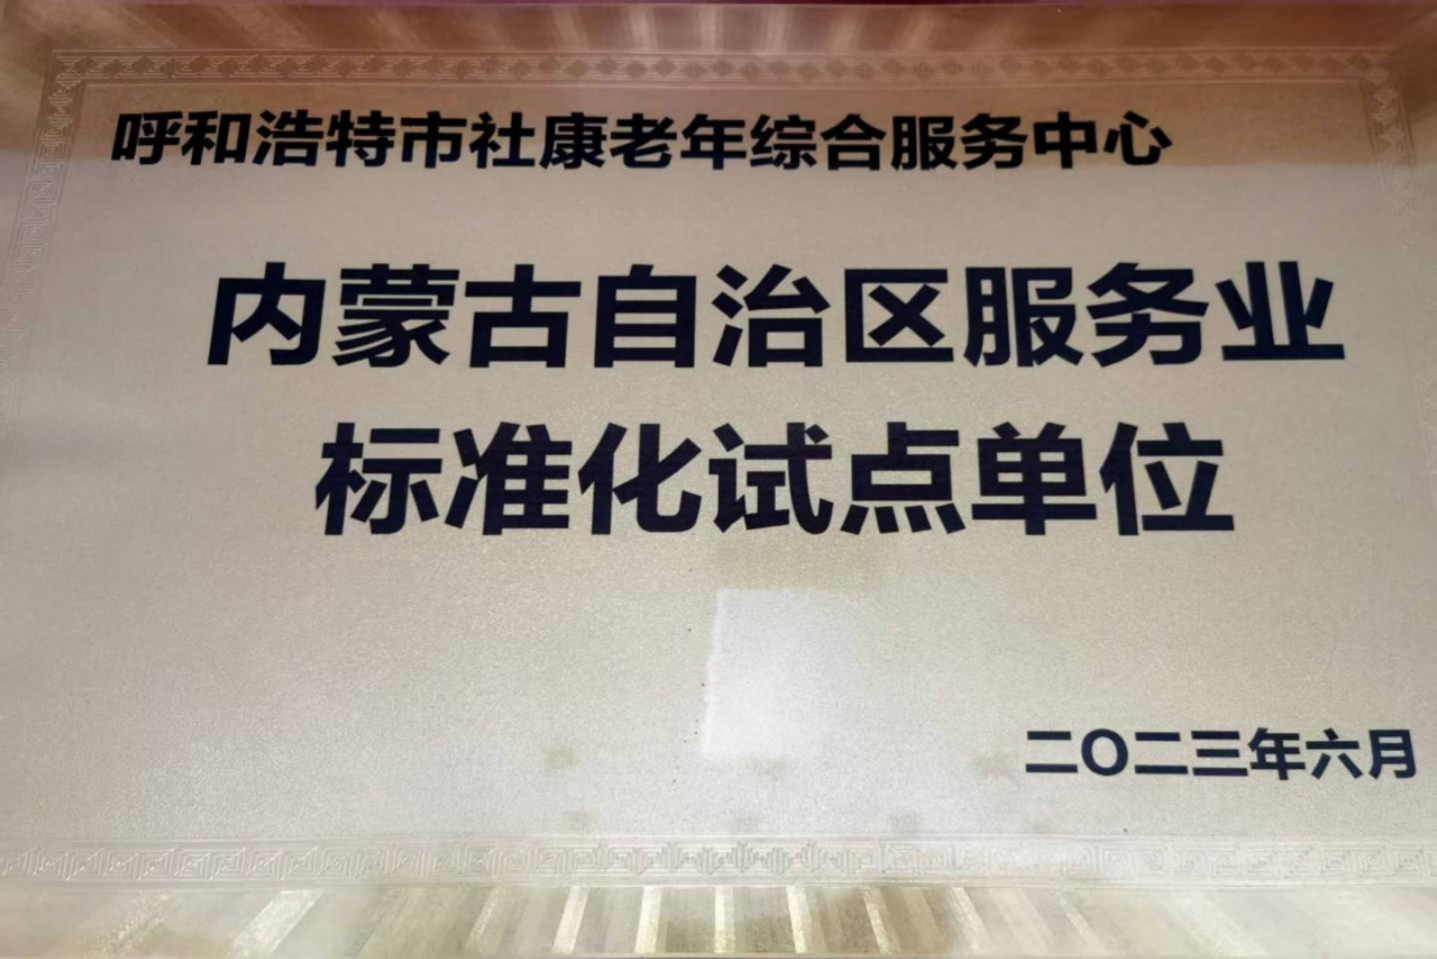 呼和浩特市社康老年综合服务中心
内蒙古自治区服务业
标准化试点单位
二〇二三年六月